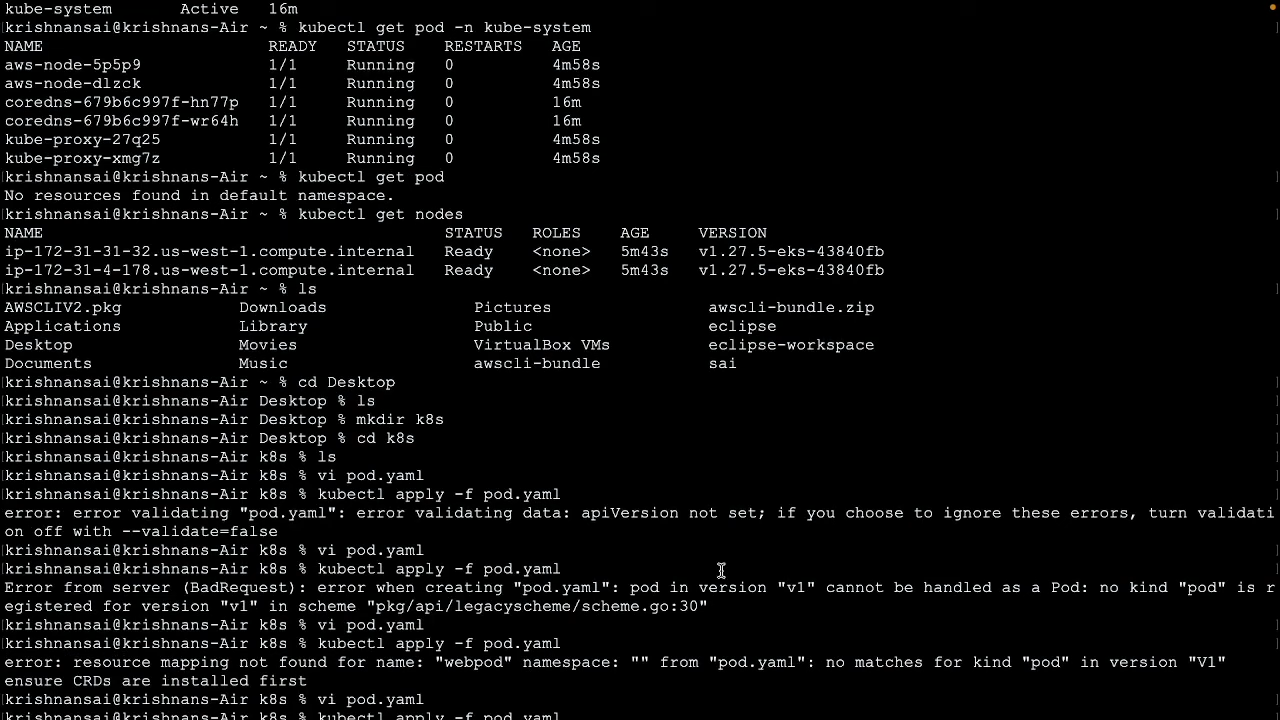 kube-system       Active   16m
krishnansai@krishnans-Air ~ % kubectl get pod -n kube-system
NAME                       READY   STATUS    RESTARTS   AGE
aws-node-5p5p9             1/1     Running   0          4m58s
aws-node-dlzck             1/1     Running   0          4m58s
coredns-679b6c997f-hn77p   1/1     Running   0          16m
coredns-679b6c997f-wr64h   1/1     Running   0          16m
kube-proxy-27q25           1/1     Running   0          4m58s
kube-proxy-xmg7z           1/1     Running   0          4m58s
krishnansai@krishnans-Air ~ % kubectl get pod
No resources found in default namespace.
krishnansai@krishnans-Air ~ % kubectl get nodes
NAME                                        STATUS   ROLES    AGE     VERSION
ip-172-31-31-32.us-west-1.compute.internal   Ready    <none>   5m43s   v1.27.5-eks-43840fb
ip-172-31-4-178.us-west-1.compute.internal   Ready    <none>   5m43s   v1.27.5-eks-43840fb
krishnansai@krishnans-Air ~ % ls
AWSCLIV2.pkg            Downloads               Pictures                awscli-bundle.zip
Applications            Library                 Public                  eclipse
Desktop                 Movies                  VirtualBox VMs          eclipse-workspace
Documents               Music                   awscli-bundle           sai
krishnansai@krishnans-Air ~ % cd Desktop
krishnansai@krishnans-Air Desktop % ls
krishnansai@krishnans-Air Desktop % mkdir k8s
krishnansai@krishnans-Air Desktop % cd k8s
krishnansai@krishnans-Air k8s % ls
krishnansai@krishnans-Air k8s % vi pod.yaml
krishnansai@krishnans-Air k8s % kubectl apply -f pod.yaml
error: error validating "pod.yaml": error validating data: apiVersion not set; if you choose to ignore these errors, turn validati
on off with --validate=false
krishnansai@krishnans-Air k8s % vi pod.yaml
krishnansai@krishnans-Air k8s % kubectl apply -f pod.yaml
Error from server (BadRequest): error when creating "pod.yaml": pod in version "v1" cannot be handled as a Pod: no kind "pod" is r
egistered for version "v1" in scheme "pkg/api/legacyscheme/scheme.go:30"
krishnansai@krishnans-Air k8s % vi pod.yaml
krishnansai@krishnans-Air k8s % kubectl apply -f pod.yaml
error: resource mapping not found for name: "webpod" namespace: "" from "pod.yaml": no matches for kind "pod" in version "V1"
ensure CRDs are installed first
krishnansai@krishnans-Air k8s % vi pod.yaml
krishnansai@krishnans-Air k8s % kubectl apply -f pod.yaml